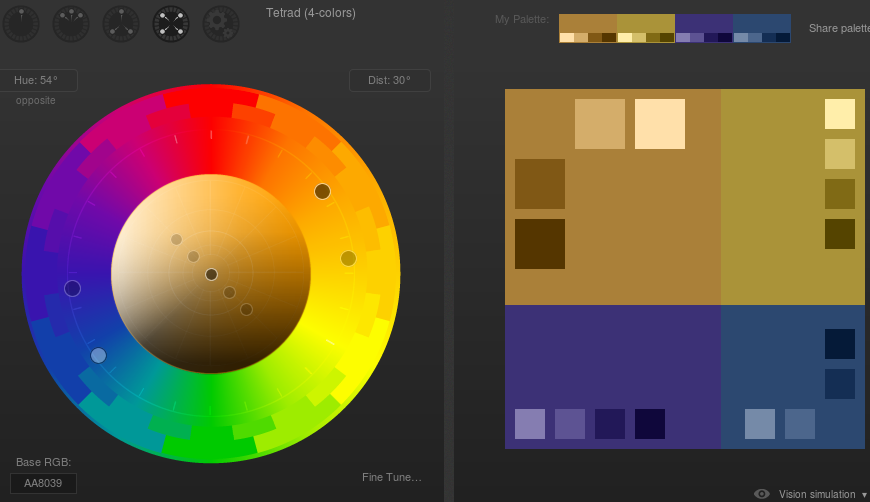 Tetrad (4-colors)
My Palette:
Share palette
Hue: 54°
Dist: 30°
opposite
Base RGB:
AA8039
Fine Tune...
Vision simulation